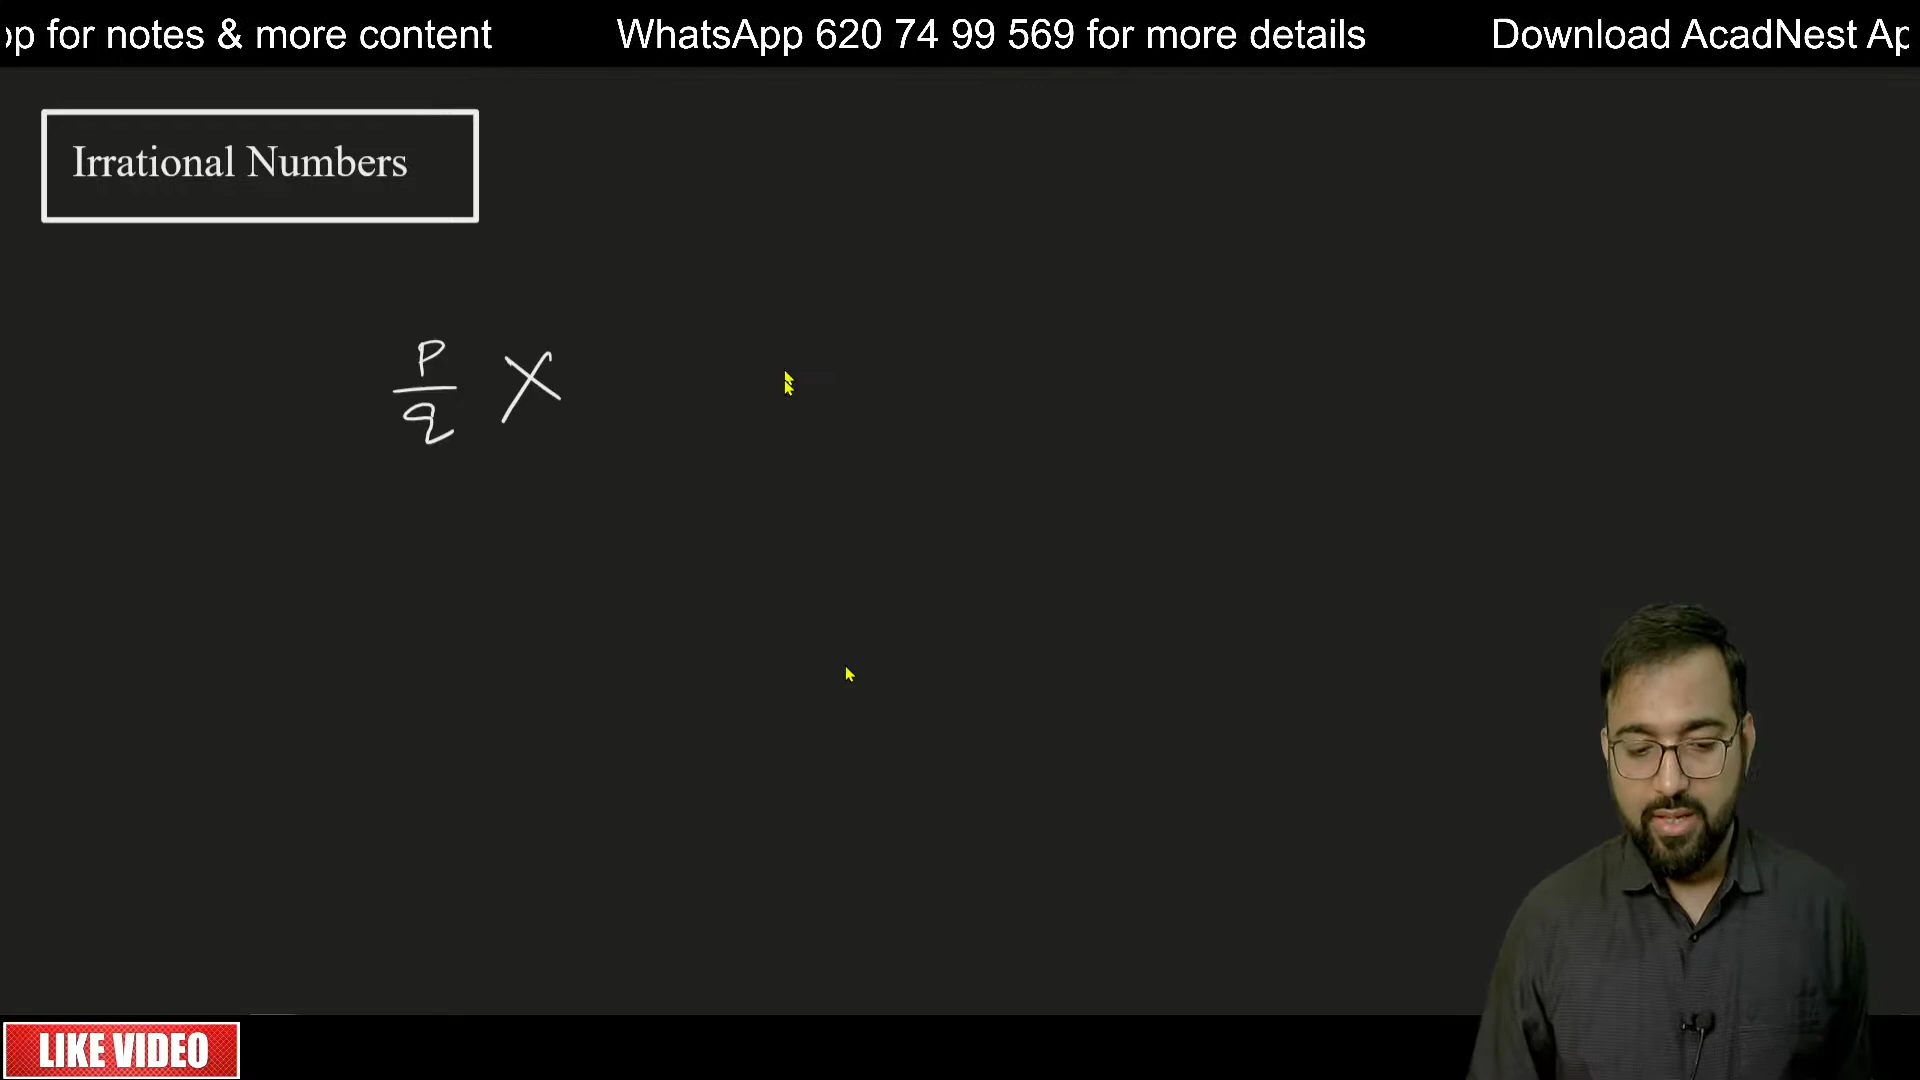 op for notes & more content WhatsApp 620 74 99 569 for more details Download AcadNest Ap
Irrational Numbers
p/q X
LIKE VIDEO